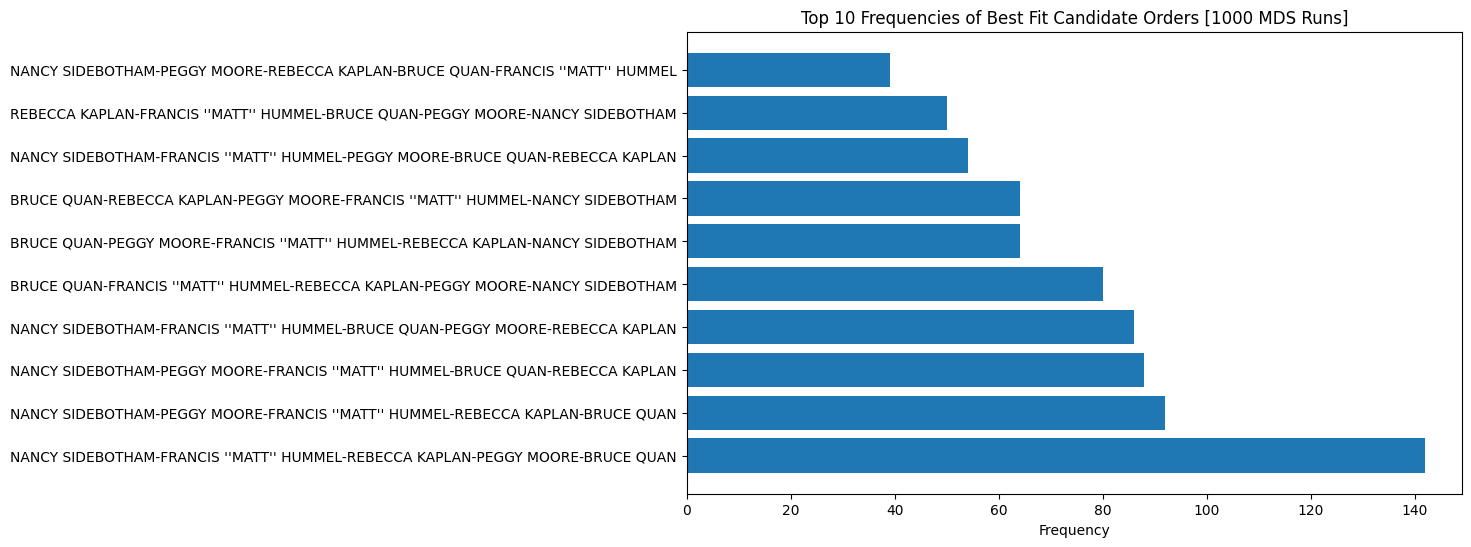 Top 10 Frequencies of Best Fit Candidate Orders [1000 MDS Runs]
NANCY SIDEBOTHAM-PEGGY MOORE-REBECCA KAPLAN-BRUCE QUAN-FRANCIS ''MATT'' HUMMEL
REBECCA KAPLAN-FRANCIS ''MATT'' HUMMEL-BRUCE QUAN-PEGGY MOORE-NANCY SIDEBOTHAM
NANCY SIDEBOTHAM-FRANCIS ''MATT'' HUMMEL-PEGGY MOORE-BRUCE QUAN-REBECCA KAPLAN
BRUCE QUAN-REBECCA KAPLAN-PEGGY MOORE-FRANCIS ''MATT'' HUMMEL-NANCY SIDEBOTHAM
BRUCE QUAN-PEGGY MOORE-FRANCIS ''MATT'' HUMMEL-REBECCA KAPLAN-NANCY SIDEBOTHAM
BRUCE QUAN-FRANCIS ''MATT'' HUMMEL-REBECCA KAPLAN-PEGGY MOORE-NANCY SIDEBOTHAM
NANCY SIDEBOTHAM-FRANCIS ''MATT'' HUMMEL-BRUCE QUAN-PEGGY MOORE-REBECCA KAPLAN
NANCY SIDEBOTHAM-PEGGY MOORE-FRANCIS ''MATT'' HUMMEL-BRUCE QUAN-REBECCA KAPLAN
NANCY SIDEBOTHAM-PEGGY MOORE-FRANCIS ''MATT'' HUMMEL-REBECCA KAPLAN-BRUCE QUAN
NANCY SIDEBOTHAM-FRANCIS ''MATT'' HUMMEL-REBECCA KAPLAN-PEGGY MOORE-BRUCE QUAN
0 20 40 60 80 100 120 140
Frequency